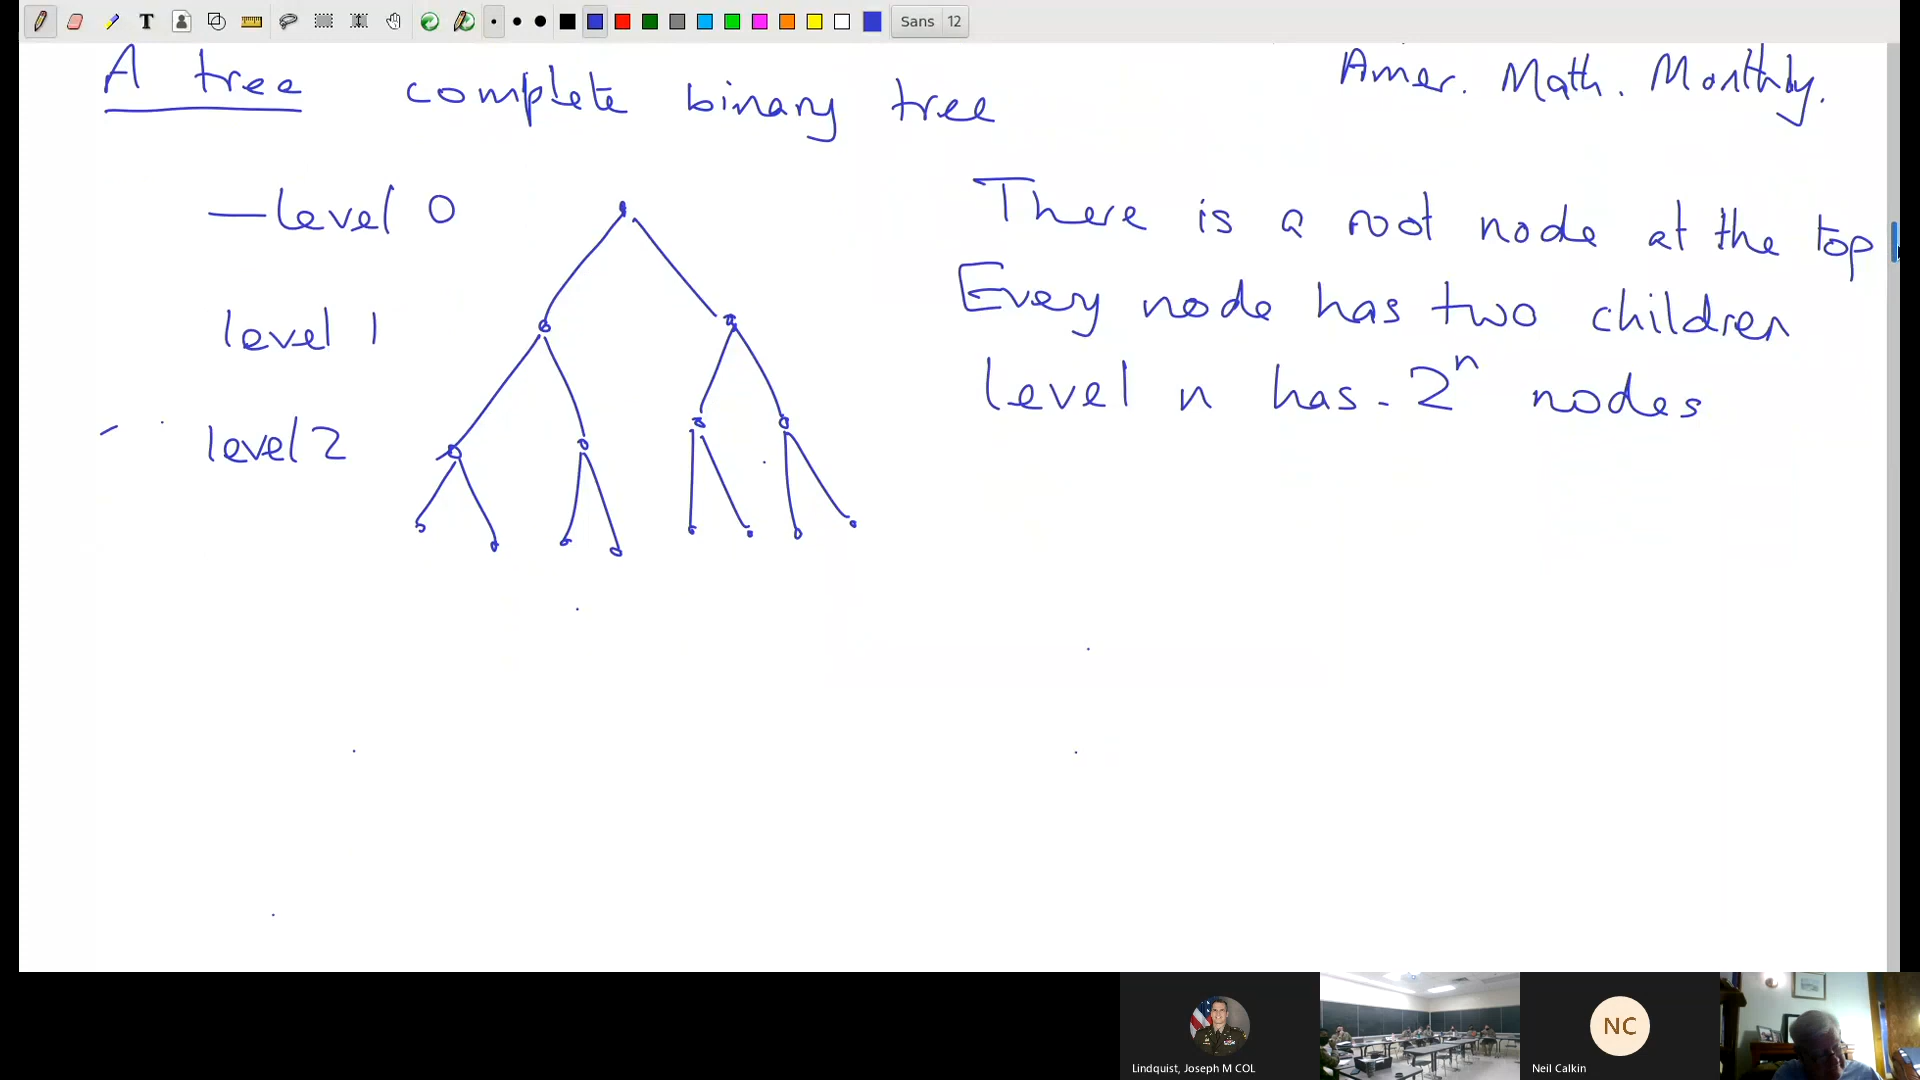 Sans 12
A tree complete binary tree
Amer. Math. Monthly.
—level 0
There is a root node at the top
level 1
Every node has two children
level n has - 2^n nodes
level 2
NC
Lindquist, Joseph M COL
Neil Calkin